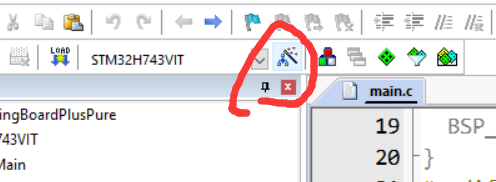 LOAD
STM32H743VIT
main.c
ingBoardPlusPure
743VIT
Main
19 BSP_
20 }